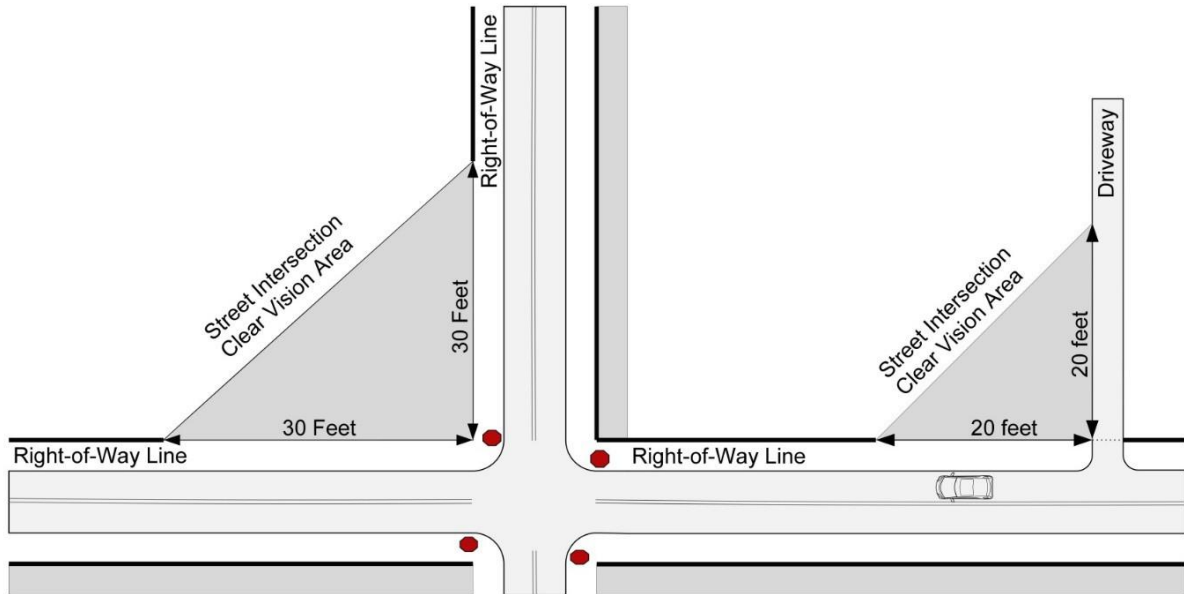 Right-of-Way Line
Street Intersection
Clear Vision Area
30 Feet
30 Feet
Right-of-Way Line
Driveway
Street Intersection
Clear Vision Area
20 feet
20 feet
Right-of-Way Line